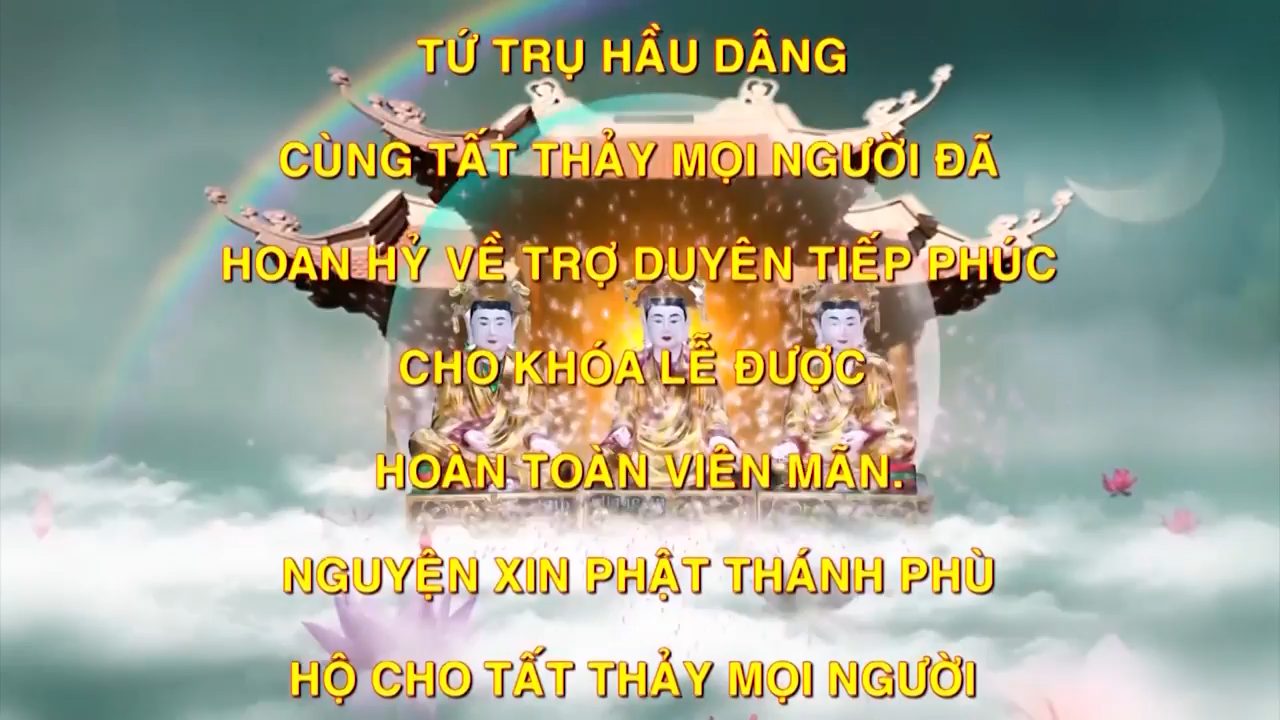 TỨ TRỤ HẦU DÂNG
CÙNG TẤT THẢY MỌI NGƯỜI ĐÃ
HOAN HỶ VỀ TRỢ DUYÊN TIẾP PHÚC
CHO KHÓA LỄ ĐƯỢC
HOÀN TOÀN VIÊN MÃN.
NGUYỆN XIN PHẬT THÁNH PHÙ
HỘ CHO TẤT THẢY MỌI NGƯỜI